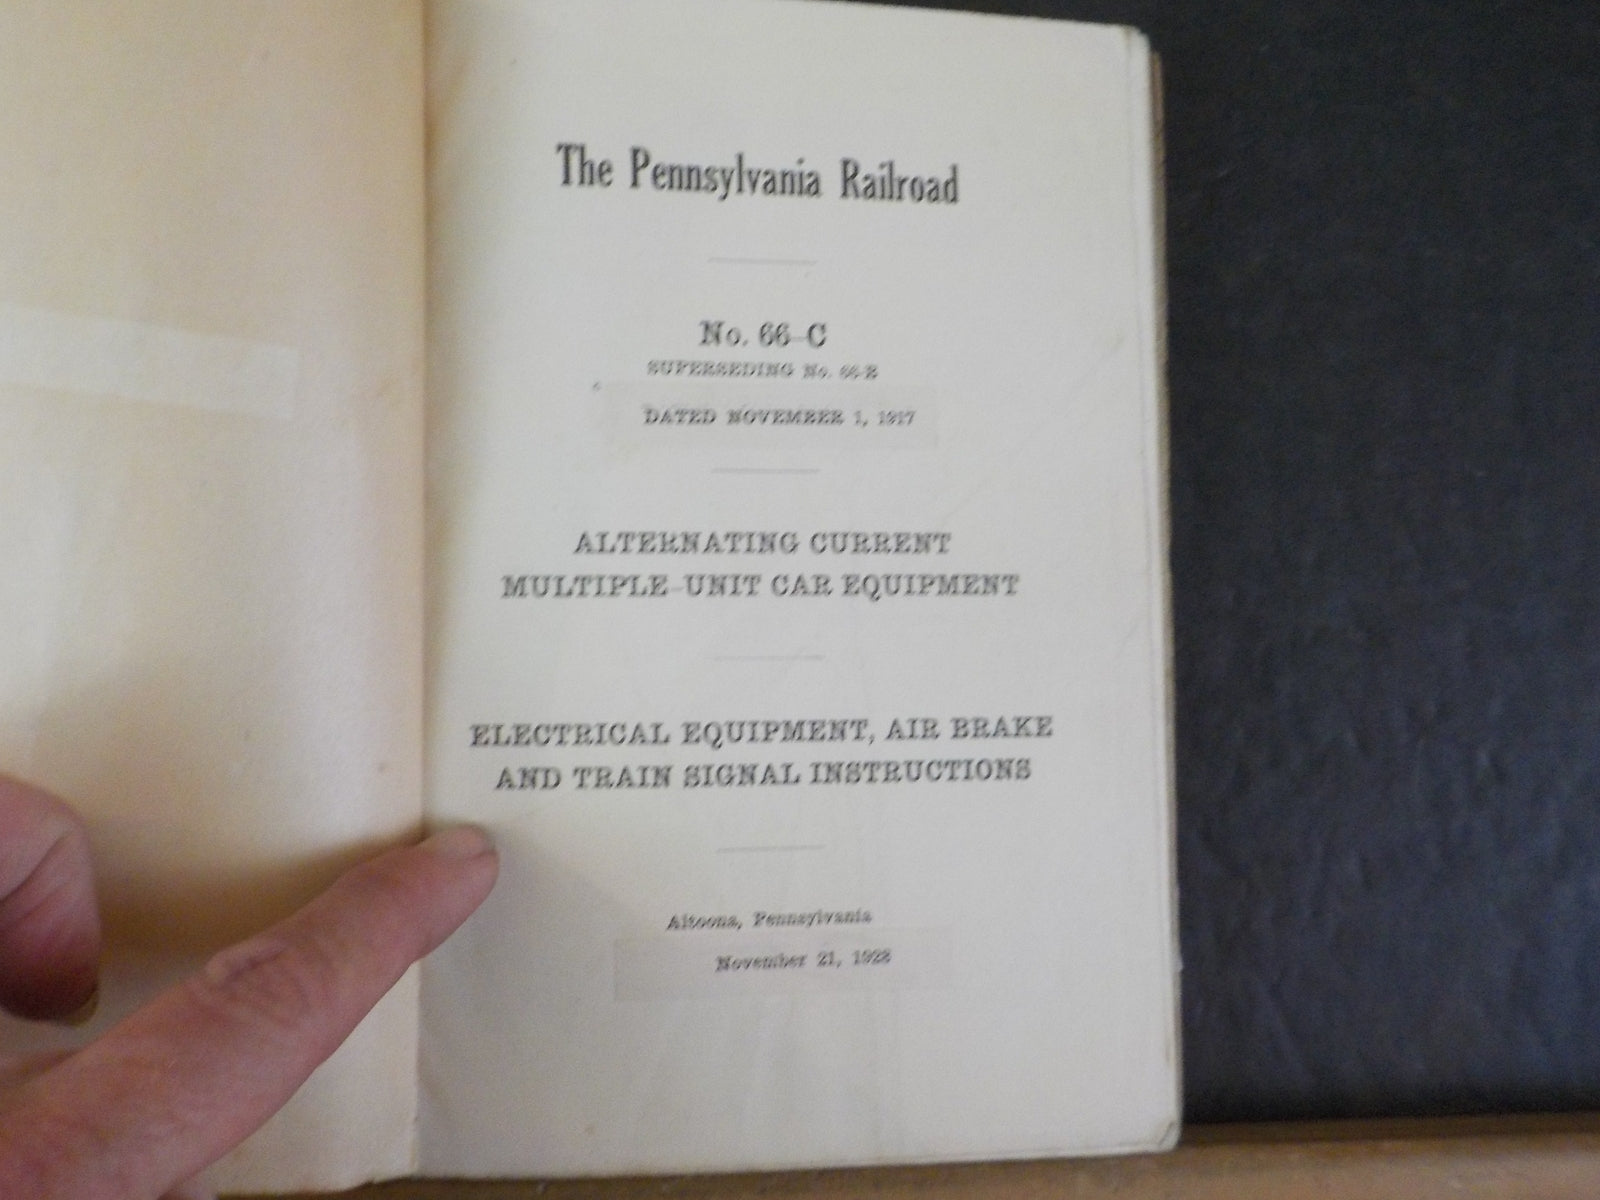 The Pennsylvania Railroad
No. 66-C
SUPERSEDING No. 66-B
DATED NOVEMBER 1, 1917
ALTERNATING CURRENT
MULTIPLE-UNIT CAR EQUIPMENT
ELECTRICAL EQUIPMENT, AIR BRAKE
AND TRAIN SIGNAL INSTRUCTIONS
Altoona, Pennsylvania
November 21,